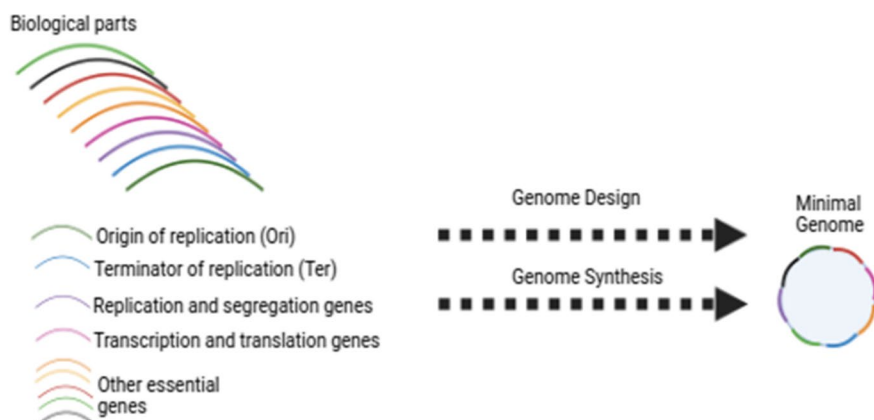 Biological parts
Origin of replication (Ori)
Terminator of replication (Ter)
Replication and segregation genes
Transcription and translation genes
Other essential
genes
Genome Design
Genome Synthesis
Minimal
Genome